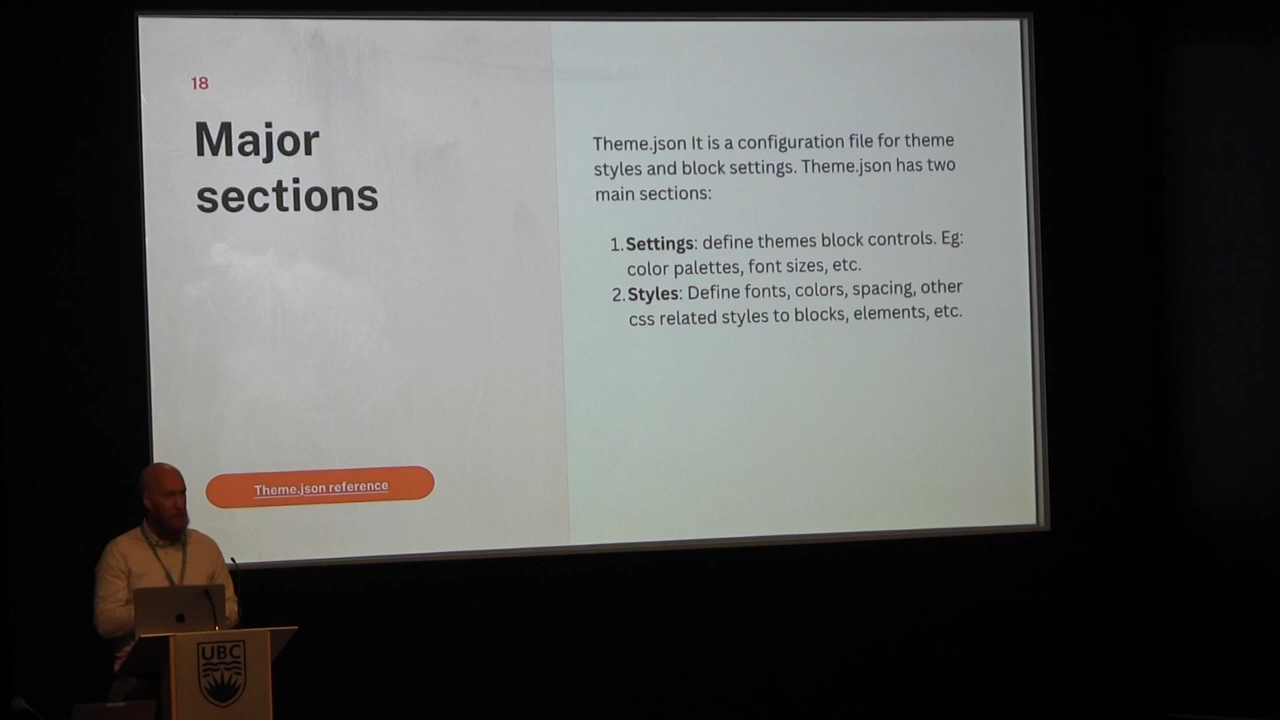 18
Major
sections
Theme.json It is a configuration file for theme
styles and block settings. Theme.json has two
main sections:
1. Settings: define themes block controls. Eg:
color palettes, font sizes, etc.
2. Styles: Define fonts, colors, spacing, other
css related styles to blocks, elements, etc.
Theme.json reference
UBC